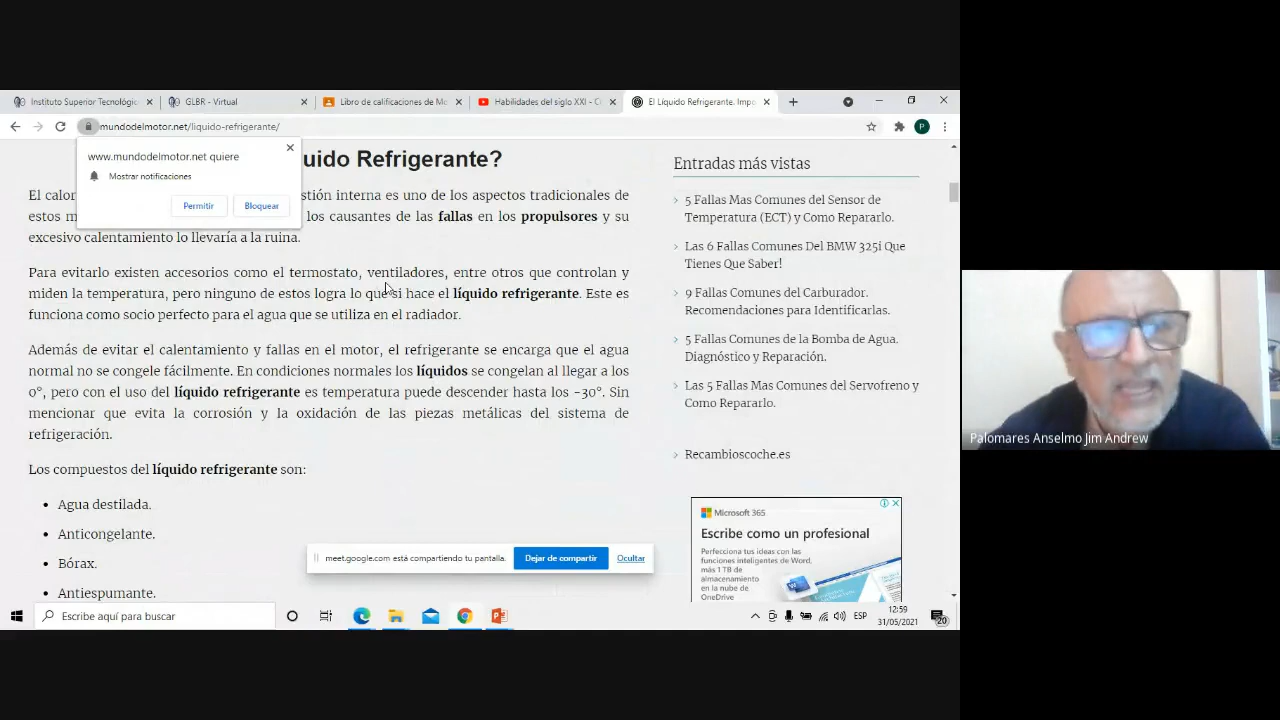 Instituto Superior Tecnológic
GLBR - Virtual
Libro de calificaciones de Mo
Habilidades del siglo XXI - C
El Líquido Refrigerante. Impo
mundodelmotor.net/liquido-refrigerante/
www.mundodelmotor.net quiere
Mostrar notificaciones
Permitir
Bloquear
uido Refrigerante?
El calor
stión interna es uno de los aspectos tradicionales de
estos m
los causantes de las fallas en los propulsores y su
excesivo calentamiento lo llevaría a la ruina.
Para evitarlo existen accesorios como el termostato, ventiladores, entre otros que controlan y
miden la temperatura, pero ninguno de estos logra lo que si hace el líquido refrigerante. Este es
funciona como socio perfecto para el agua que se utiliza en el radiador.
Además de evitar el calentamiento y fallas en el motor, el refrigerante se encarga que el agua
normal no se congele fácilmente. En condiciones normales los líquidos se congelan al llegar a los
0°, pero con el uso del líquido refrigerante es temperatura puede descender hasta los -30°. Sin
mencionar que evita la corrosión y la oxidación de las piezas metálicas del sistema de
refrigeración.
Los compuestos del líquido refrigerante son:
Agua destilada.
Anticongelante.
Bórax.
Antiespumante.
Entradas más vistas
5 Fallas Mas Comunes del Sensor de
Temperatura (ECT) y Como Repararlo.
Las 6 Fallas Comunes Del BMW 325i Que
Tienes Que Saber!
9 Fallas Comunes del Carburador.
Recomendaciones para Identificarlas.
5 Fallas Comunes de la Bomba de Agua.
Diagnóstico y Reparación.
Las 5 Fallas Mas Comunes del Servofreno y
Como Repararlo.
Recambioscoche.es
Microsoft 365
Escribe como un profesional
Perfecciona tus ideas con las
funciones inteligentes de Word,
más 1 TB de
almacenamiento
en la nube de
OneDrive
meet.google.com está compartiendo tu pantalla.
Dejar de compartir
Ocultar
Escribe aquí para buscar
ESP
12:59
31/05/2021
20
P
Palomares Anselmo Jim Andrew